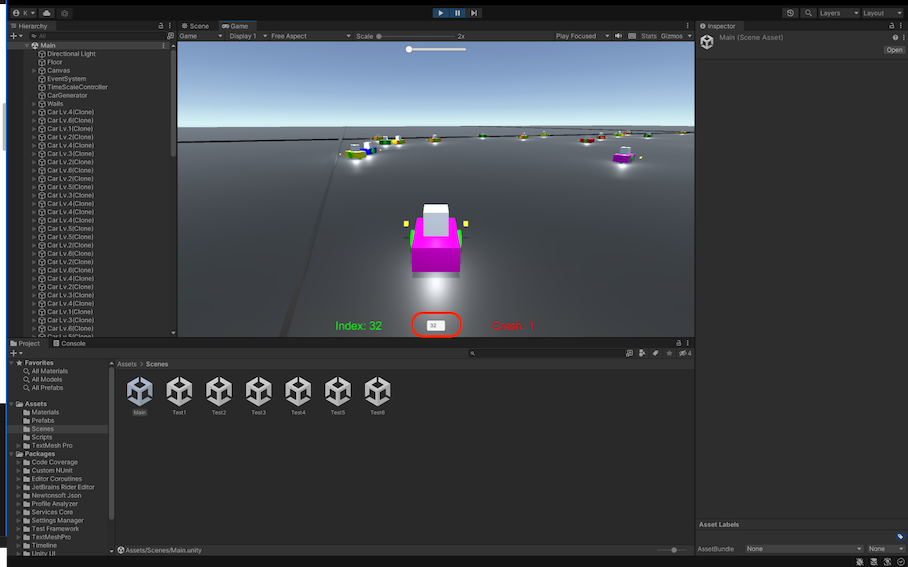 K
Layers
Layout
Hierarchy
All
Main
Directional Light
Floor
Canvas
EventSystem
TimeScaleController
CarGenerator
Walls
Car Lv.4(Clone)
Car Lv.6(Clone)
Car Lv.1(Clone)
Car Lv.2(Clone)
Car Lv.4(Clone)
Car Lv.3(Clone)
Car Lv.2(Clone)
Car Lv.6(Clone)
Car Lv.2(Clone)
Car Lv.5(Clone)
Car Lv.3(Clone)
Car Lv.4(Clone)
Car Lv.4(Clone)
Car Lv.4(Clone)
Car Lv.5(Clone)
Car Lv.5(Clone)
Car Lv.2(Clone)
Car Lv.6(Clone)
Car Lv.2(Clone)
Car Lv.6(Clone)
Car Lv.4(Clone)
Car Lv.2(Clone)
Car Lv.3(Clone)
Car Lv.4(Clone)
Car Lv.1(Clone)
Car Lv.3(Clone)
Car Lv.6(Clone)
Scene Game
Game Display 1 Free Aspect Scale 2x Play Focused Stats Gizmos
Index: 32
32
Crash: 1
Inspector
Main (Scene Asset)
Open
Project Console
4
Favorites
All Materials
All Models
All Prefabs
Assets
Materials
Prefabs
Scenes
Scripts
TextMesh Pro
Packages
Code Coverage
Custom NUnit
Editor Coroutines
JetBrains Rider Editor
Newtonsoft Json
Profile Analyzer
Services Core
Settings Manager
Test Framework
TextMeshPro
Timeline
Unity UI
Assets > Scenes
Main Test1 Test2 Test3 Test4 Test5 Test6
Assets/Scenes/Main.unity
Asset Labels
AssetBundle None None